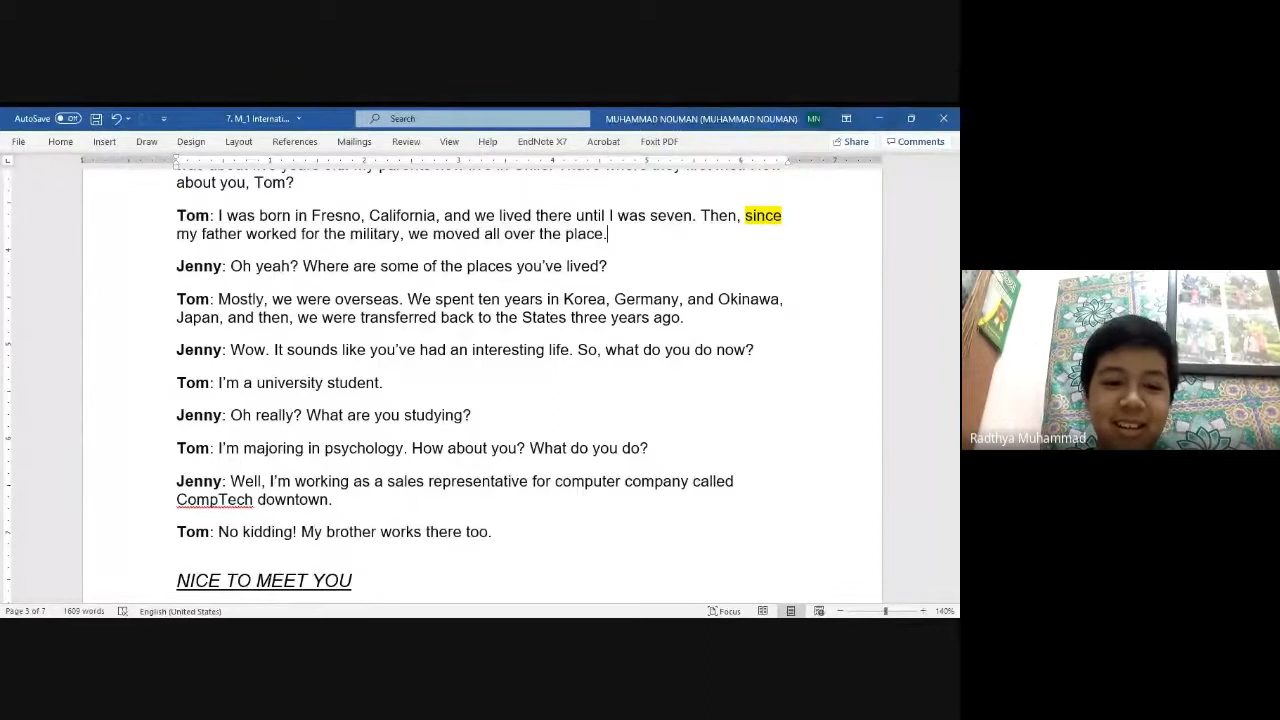 AutoSave Off 7. M_1 Internati... Search MUHAMMAD NOUMAN (MUHAMMAD NOUMAN) MN
File Home Insert Draw Design Layout References Mailings Review View Help EndNote X7 Acrobat Foxit PDF Share Comments
about you, Tom?
Tom: I was born in Fresno, California, and we lived there until I was seven. Then, since
my father worked for the military, we moved all over the place.
Jenny: Oh yeah? Where are some of the places you’ve lived?
Tom: Mostly, we were overseas. We spent ten years in Korea, Germany, and Okinawa,
Japan, and then, we were transferred back to the States three years ago.
Jenny: Wow. It sounds like you’ve had an interesting life. So, what do you do now?
Tom: I’m a university student.
Jenny: Oh really? What are you studying?
Tom: I’m majoring in psychology. How about you? What do you do?
Jenny: Well, I’m working as a sales representative for computer company called
CompTech downtown.
Tom: No kidding! My brother works there too.
NICE TO MEET YOU
Page 3 of 7 1609 words English (United States) Focus 140%
Radthya Muhammad